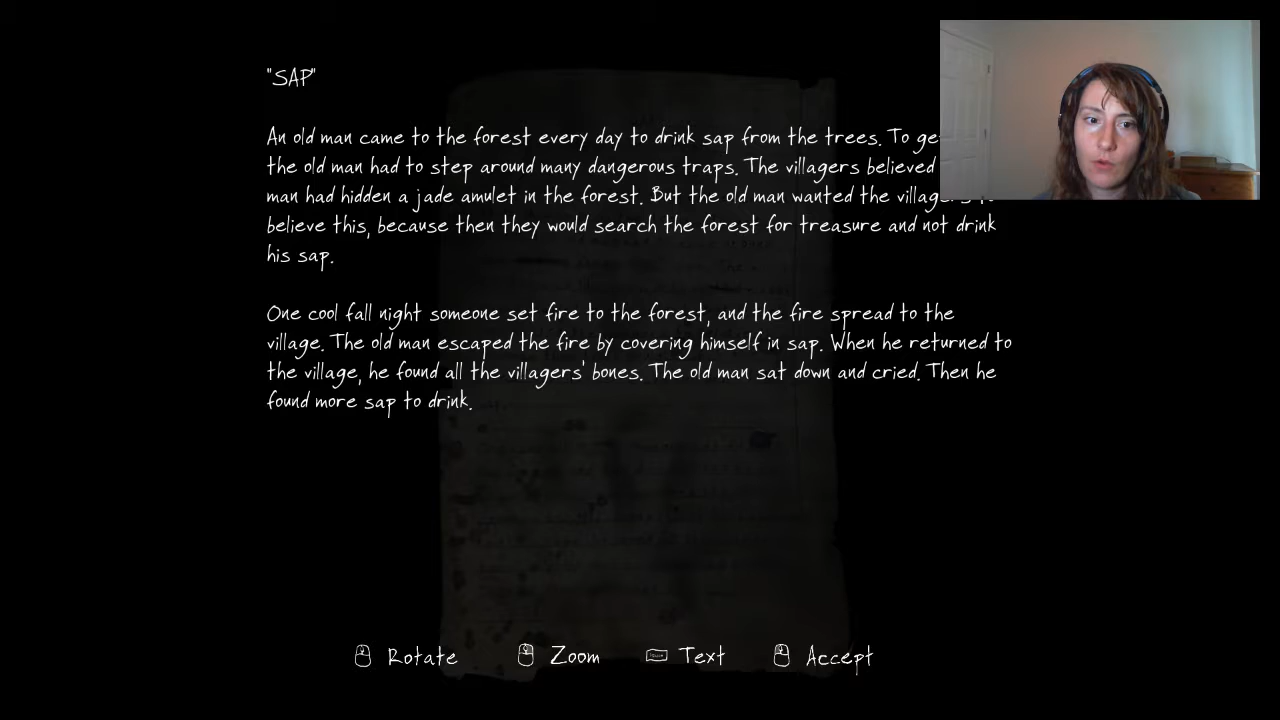 "SAP"
An old man came to the forest every day to drink sap from the trees. To
the old man had to step around many dangerous traps. The villagers believed
man had hidden a jade amulet in the forest. But the old man wanted the
believe this, because then they would search the forest for treasure and not drink
his sap.
One cool fall night someone set fire to the forest, and the fire spread to the
village. The old man escaped the fire by covering himself in sap. When he returned to
the village, he found all the villagers' bones. The old man sat down and cried. Then he
found more sap to drink.
Rotate Zoom Text Accept